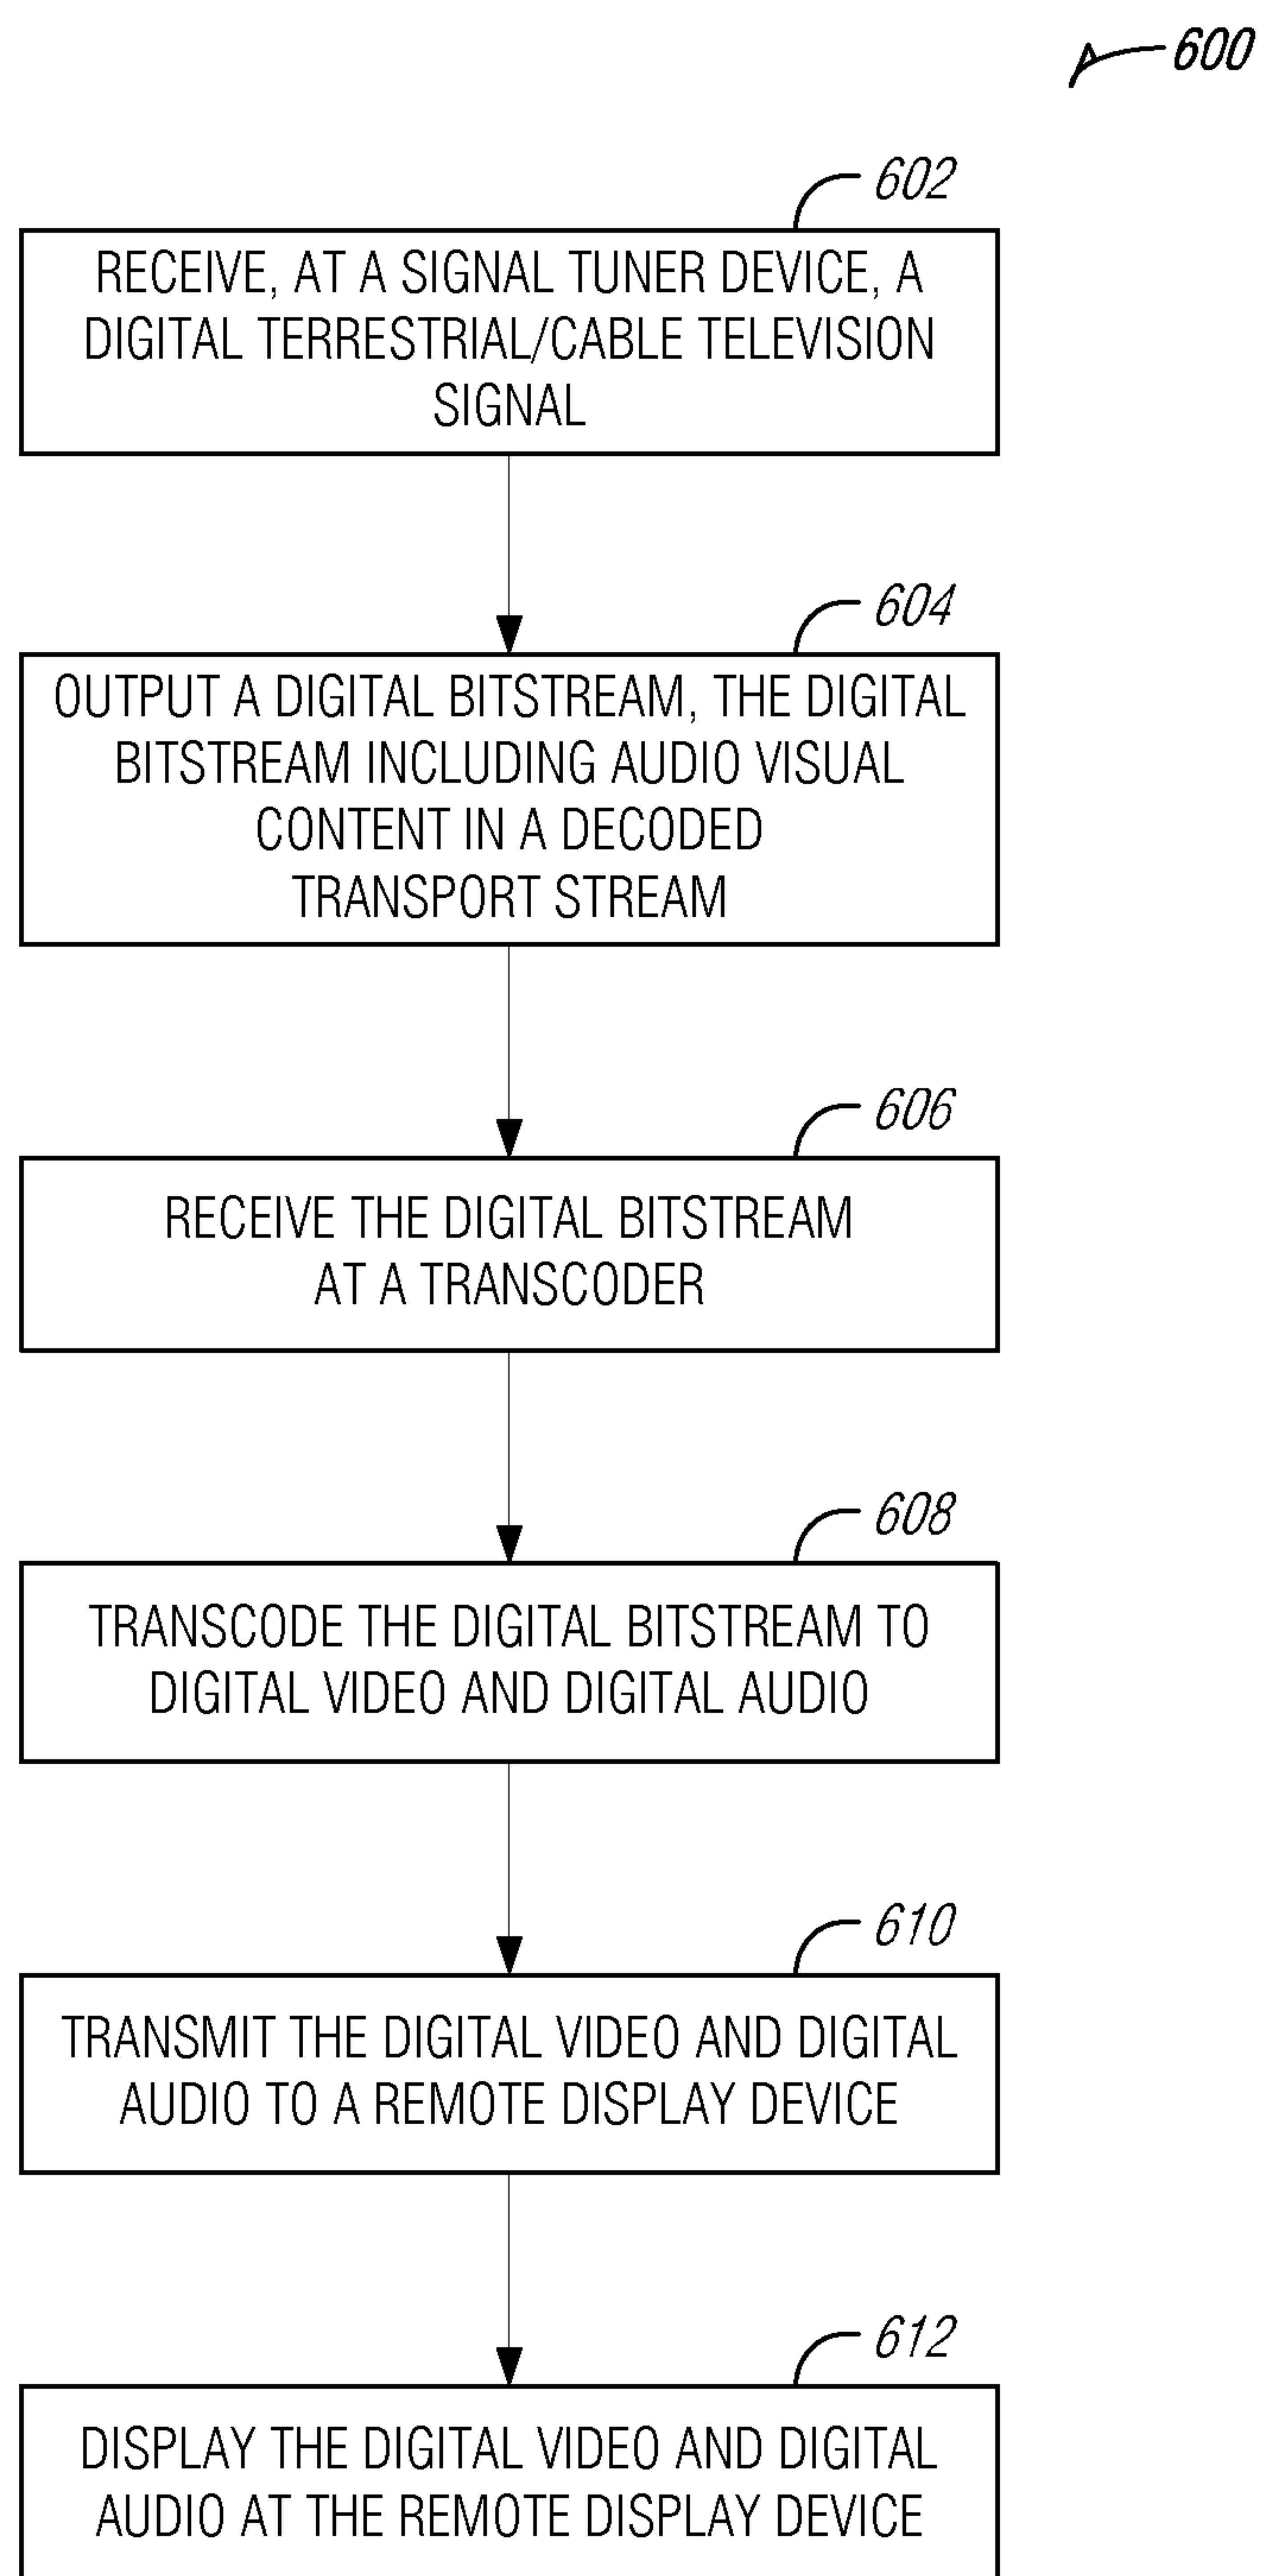 600
602
RECEIVE, AT A SIGNAL TUNER DEVICE, A
DIGITAL TERRESTRIAL/CABLE TELEVISION
SIGNAL
604
OUTPUT A DIGITAL BITSTREAM, THE DIGITAL
BITSTREAM INCLUDING AUDIO VISUAL
CONTENT IN A DECODED
TRANSPORT STREAM
606
RECEIVE THE DIGITAL BITSTREAM
AT A TRANSCODER
608
TRANSCODE THE DIGITAL BITSTREAM TO
DIGITAL VIDEO AND DIGITAL AUDIO
610
TRANSMIT THE DIGITAL VIDEO AND DIGITAL
AUDIO TO A REMOTE DISPLAY DEVICE
612
DISPLAY THE DIGITAL VIDEO AND DIGITAL
AUDIO AT THE REMOTE DISPLAY DEVICE